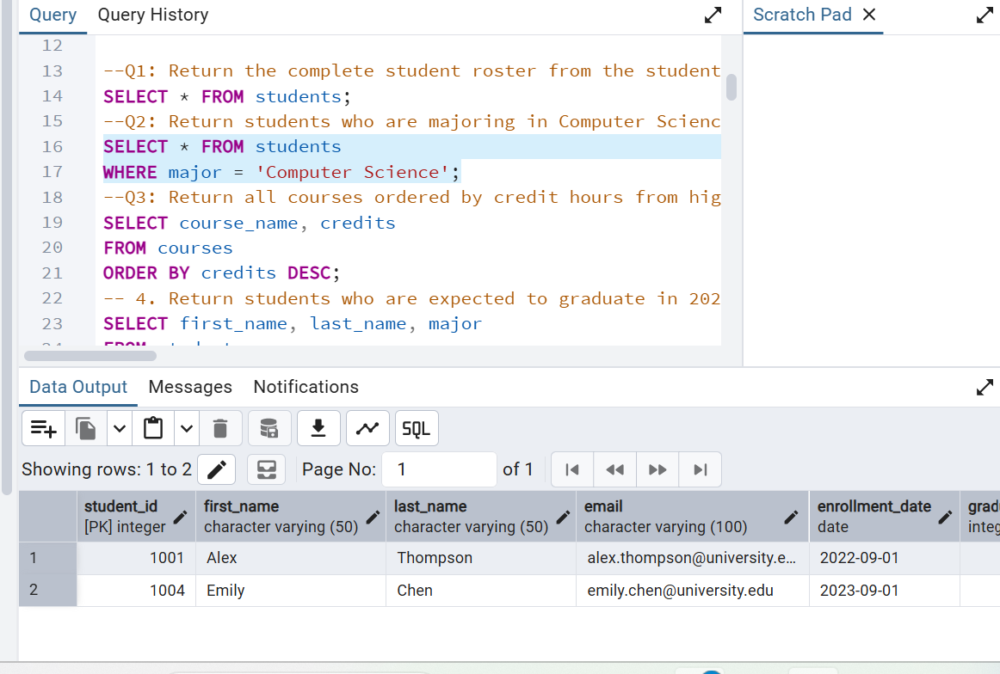 Query Query History
Scratch Pad
12
13 --Q1: Return the complete student roster from the student
14 SELECT * FROM students;
15 --Q2: Return students who are majoring in Computer Scienc
16 SELECT * FROM students
17 WHERE major = 'Computer Science';
18 --Q3: Return all courses ordered by credit hours from hig
19 SELECT course_name, credits
20 FROM courses
21 ORDER BY credits DESC;
22 -- 4. Return students who are expected to graduate in 202
23 SELECT first_name, last_name, major
Data Output Messages Notifications
SQL
Showing rows: 1 to 2 Page No: 1 of 1
student_id first_name last_name email enrollment_date grad
[PK] integer character varying (50) character varying (50) character varying (100) date integ
1 1001 Alex Thompson alex.thompson@university.e... 2022-09-01
2 1004 Emily Chen emily.chen@university.edu 2023-09-01